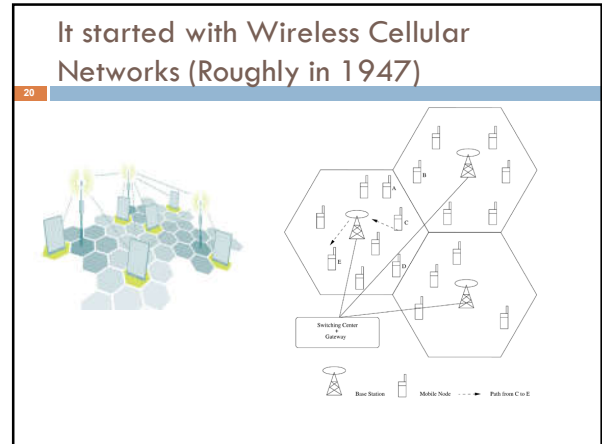 It started with Wireless Cellular
Networks (Roughly in 1947)
20
A
B
C
E
D
Switching Center
+
Gateway
Base Station
Mobile Node
Path from C to E